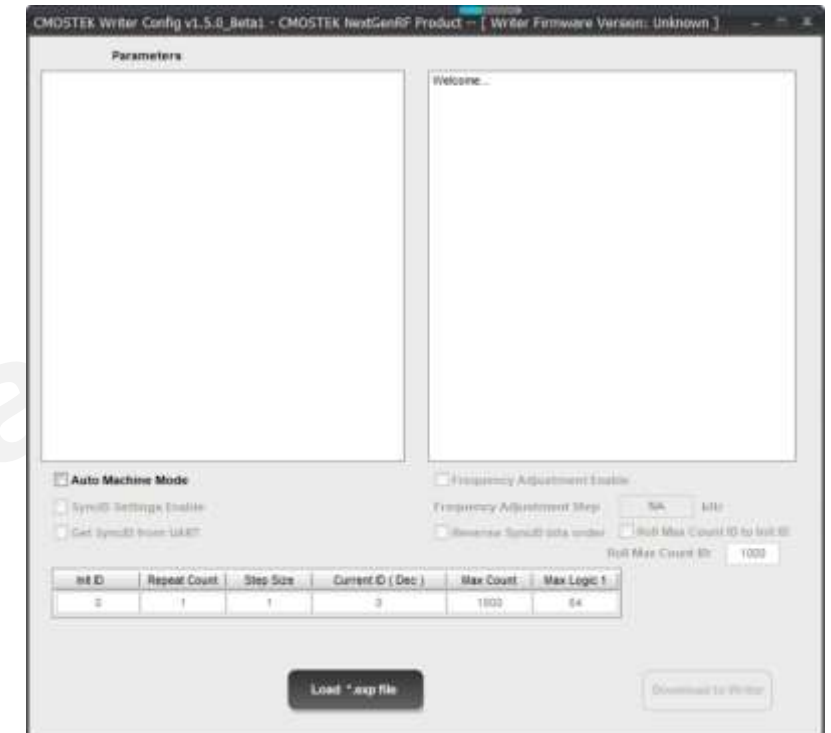 CMOSTEK Writer Config v1.5.0_Beta1 - CMOSTEK NextGenRF Product -- [ Writer Firmware Version: Unknown ]
Parameters
Welcome...
Auto Machine Mode
Frequency Adjustment Enable
SyncID Settings Enable
Frequency Adjustment Step NA kHz
Get SyncID from UART
Reverse SyncID bits order
Roll Max Count ID to Init ID
Roll Max Count ID: 1000
Init ID Repeat Count Step Size Current ID ( Dec ) Max Count Max Logic 1
0 1 1 0 1000 64
Load *.exp file
Download to Writer